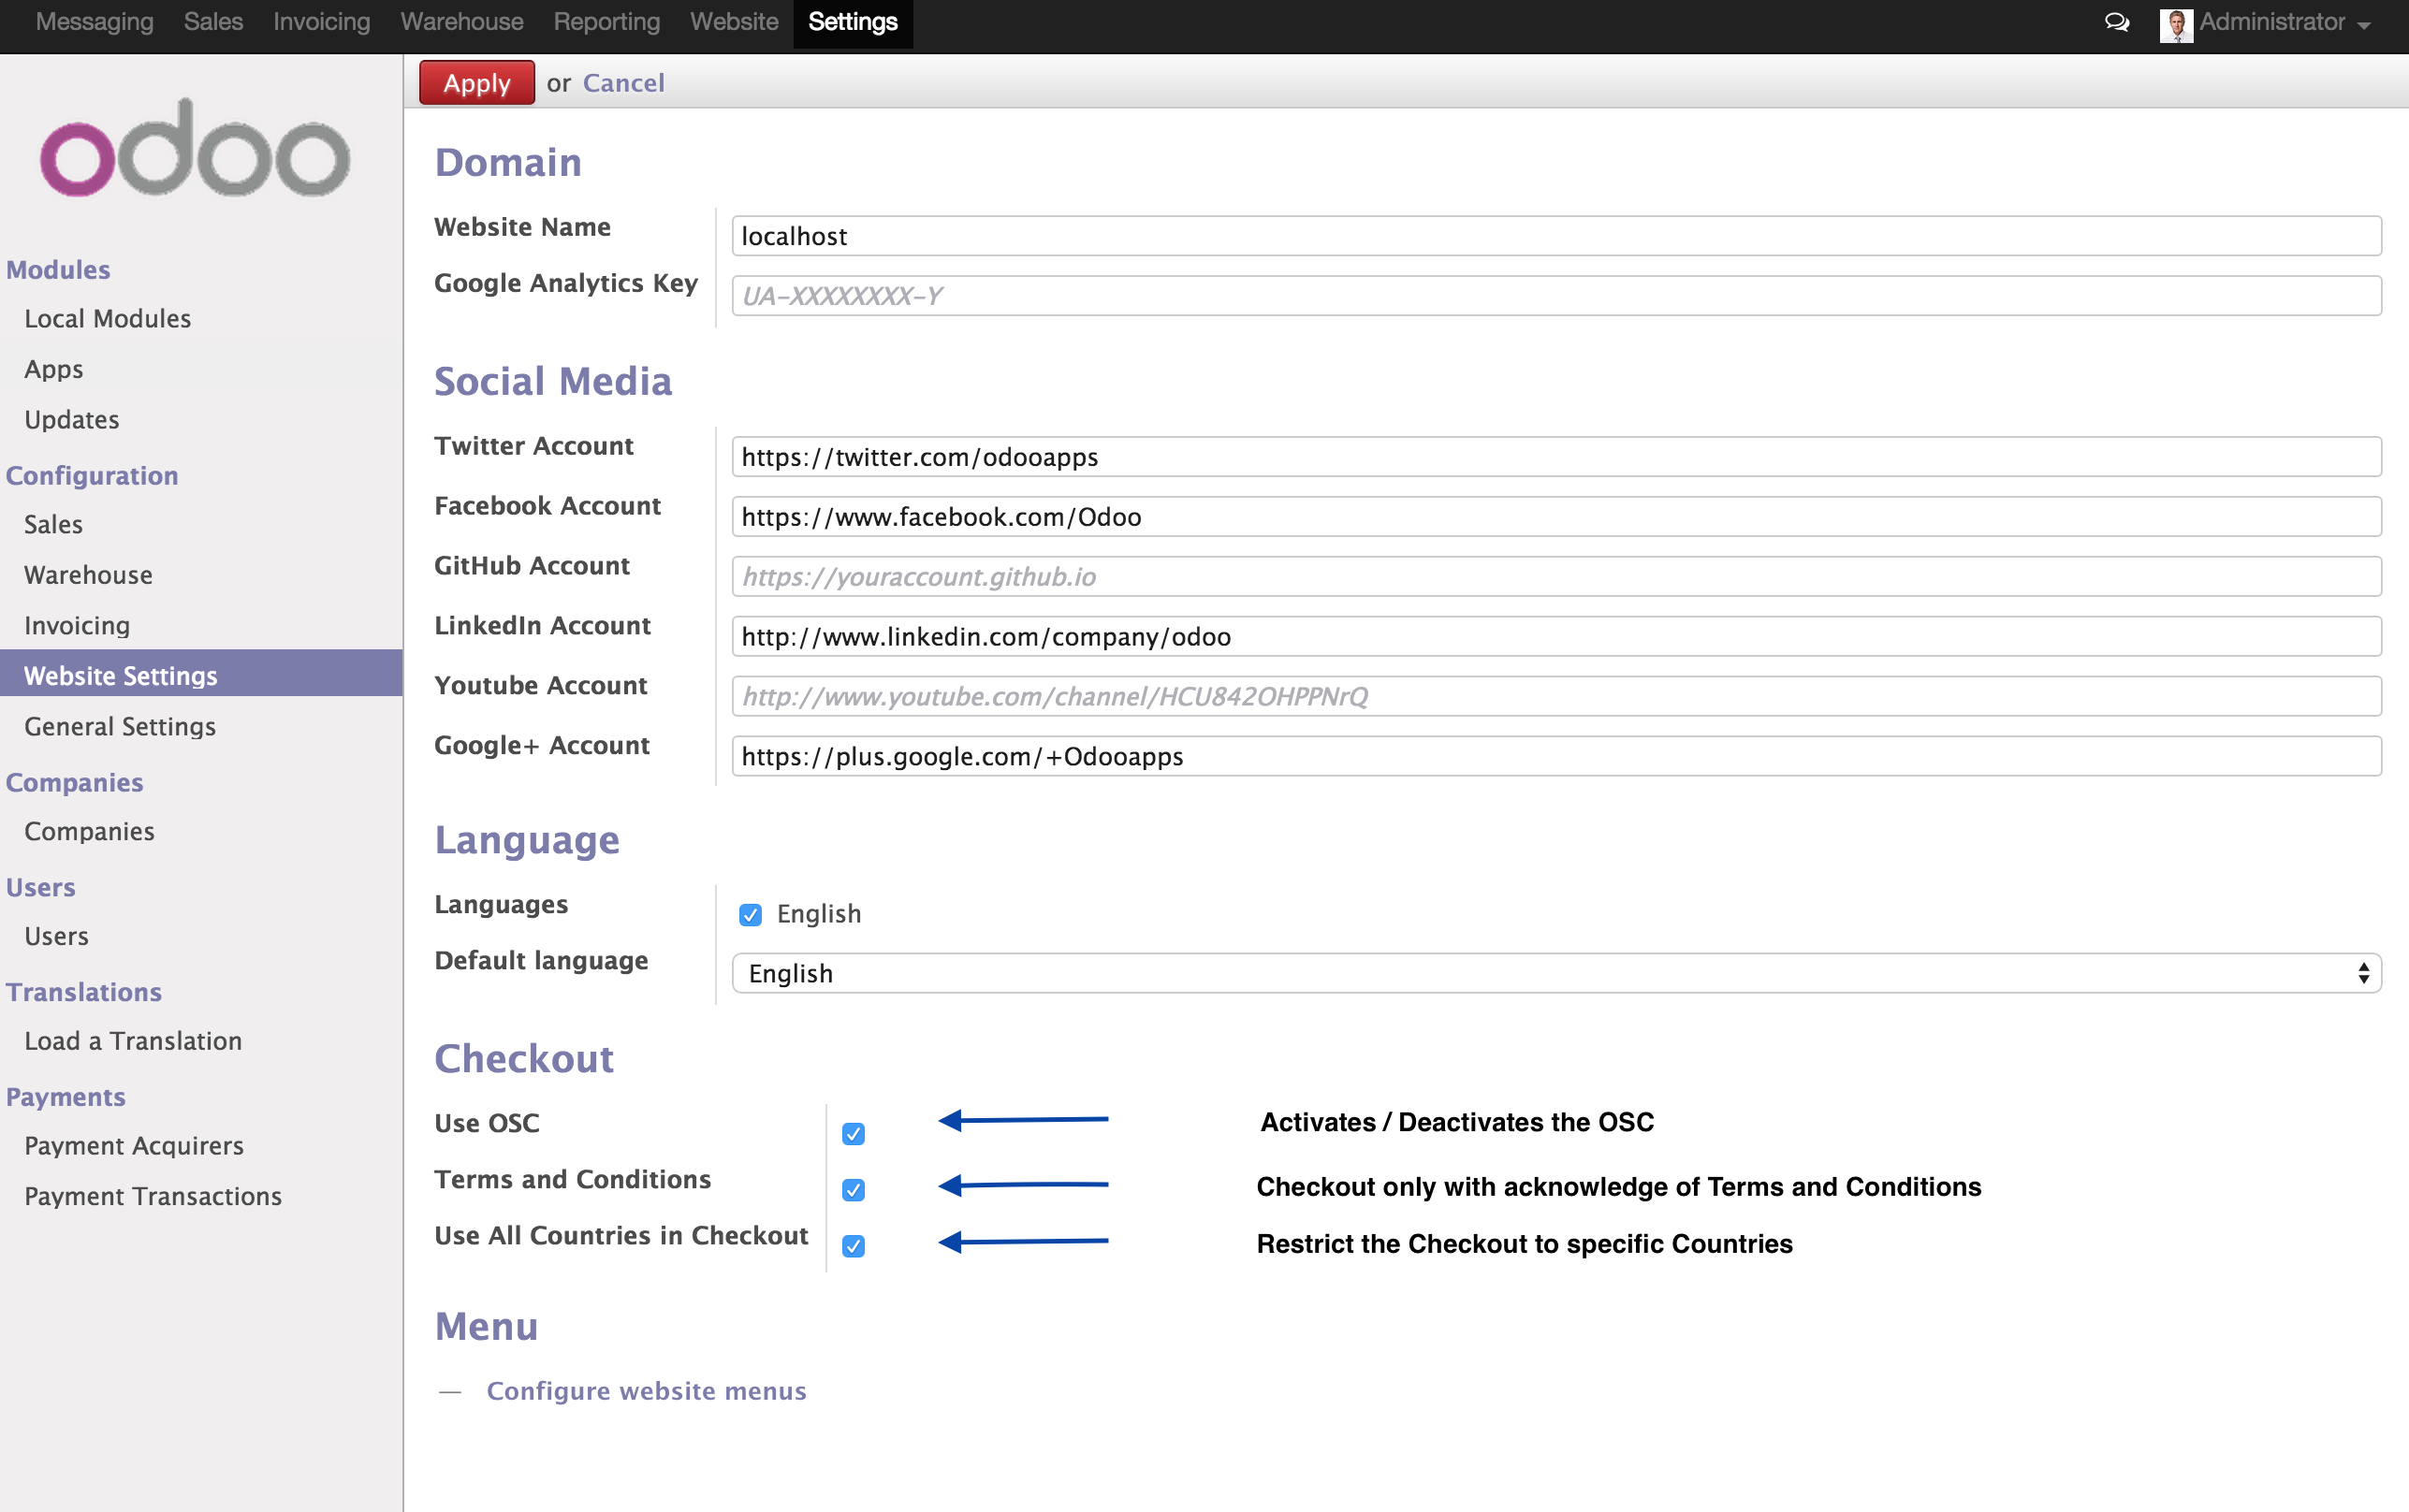 Messaging Sales Invoicing Warehouse Reporting Website Settings Administrator
Apply or Cancel
odoo
Modules
Local Modules
Apps
Updates
Configuration
Sales
Warehouse
Invoicing
Website Settings
General Settings
Companies
Companies
Users
Users
Translations
Load a Translation
Payments
Payment Acquirers
Payment Transactions
Domain
Website Name localhost
Google Analytics Key UA-XXXXXXXX-Y
Social Media
Twitter Account https://twitter.com/odooapps
Facebook Account https://www.facebook.com/Odoo
GitHub Account https://youraccount.github.io
LinkedIn Account http://www.linkedin.com/company/odoo
Youtube Account http://www.youtube.com/channel/HCU842OHPPNrQ
Google+ Account https://plus.google.com/+Odooapps
Language
Languages English
Default language English
Checkout
Use OSC Activates / Deactivates the OSC
Terms and Conditions Checkout only with acknowledge of Terms and Conditions
Use All Countries in Checkout Restrict the Checkout to specific Countries
Menu
— Configure website menus